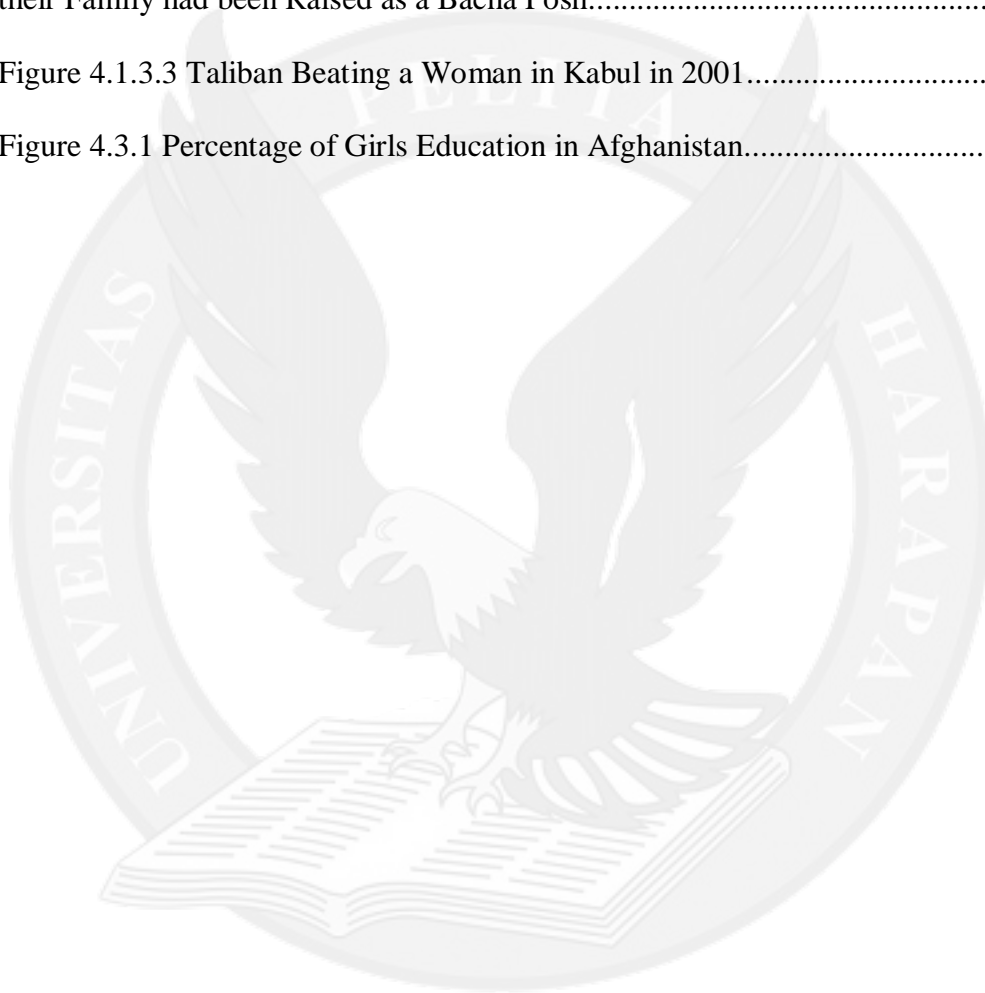 their Family had been Raised as a Bacha Posh.................................................
Figure 4.1.3.3 Taliban Beating a Woman in Kabul in 2001.............................
Figure 4.3.1 Percentage of Girls Education in Afghanistan.............................
UNIVERSITAS PELITA HARAPAN